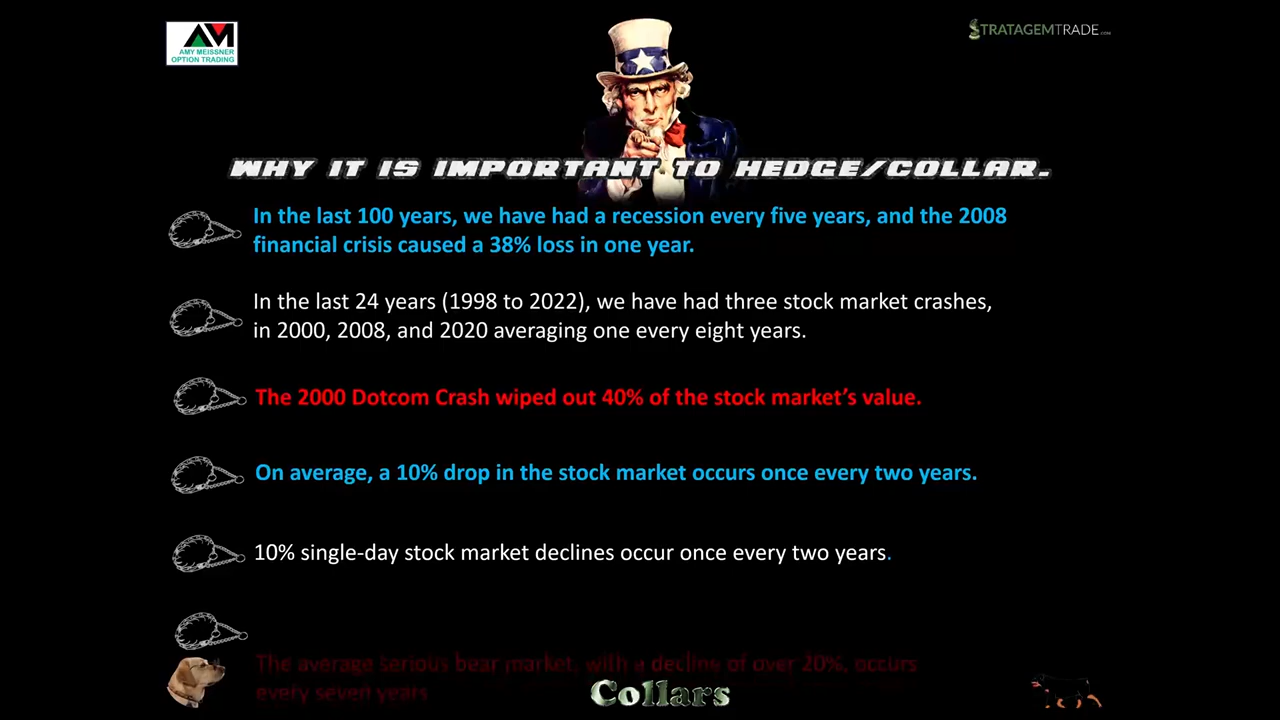 AM
AMY MEISSNER
OPTION TRADING
STRATAGEMTRADE.COM
WHY IT IS IMPORTANT TO HEDGE/COLLAR.
In the last 100 years, we have had a recession every five years, and the 2008
financial crisis caused a 38% loss in one year.
In the last 24 years (1998 to 2022), we have had three stock market crashes,
in 2000, 2008, and 2020 averaging one every eight years.
The 2000 Dotcom Crash wiped out 40% of the stock market’s value.
On average, a 10% drop in the stock market occurs once every two years.
10% single-day stock market declines occur once every two years.
The average serious bear market, with a decline of over 20%, occurs
every seven years
Collars